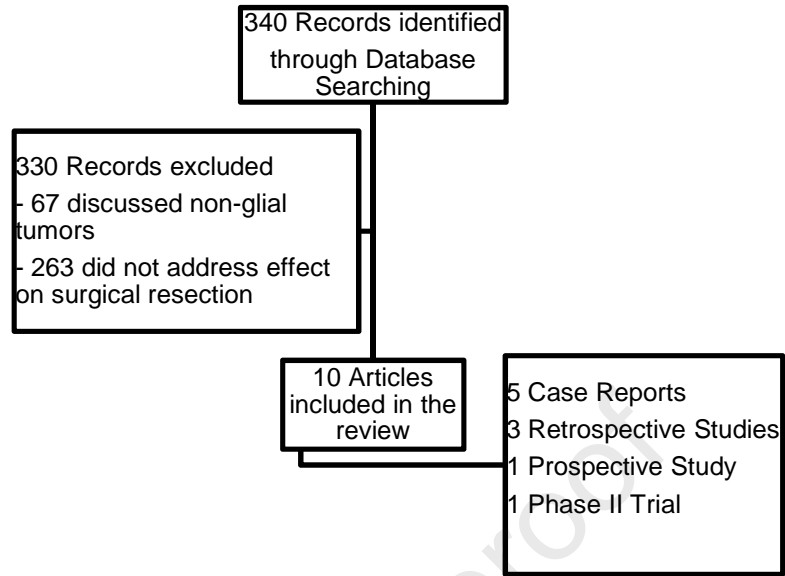 340 Records identified
through Database
Searching
330 Records excluded
- 67 discussed non-glial
tumors
- 263 did not address effect
on surgical resection
10 Articles
included in the
review
5 Case Reports
3 Retrospective Studies
1 Prospective Study
1 Phase II Trial
roof